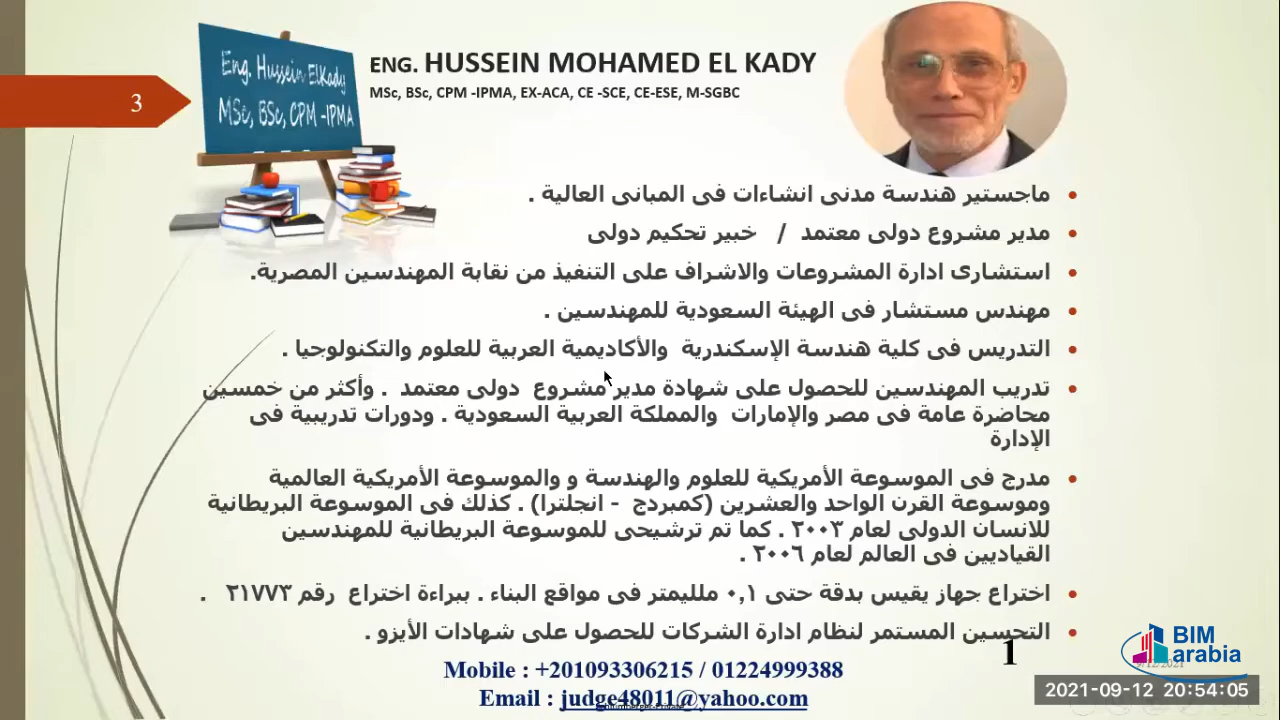 3
Eng. Hussein ElKady
MSc, BSc, CPM -IPMA
ENG. HUSSEIN MOHAMED EL KADY
MSc, BSc, CPM -IPMA, EX-ACA, CE -SCE, CE-ESE, M-SGBC
• ماجستير هندسة مدنى انشاءات فى المبانى العالية .
• مدير مشروع دولى معتمد / خبير تحكيم دولى
• استشارى ادارة المشروعات والاشراف على التنفيذ من نقابة المهندسين المصرية.
• مهندس مستشار فى الهيئة السعودية للمهندسين .
• التدريس فى كلية هندسة الإسكندرية والأكاديمية العربية للعلوم والتكنولوجيا .
• تدريب المهندسين للحصول على شهادة مدير مشروع دولى معتمد . وأكثر من خمسين
محاضرة عامة فى مصر والإمارات والمملكة العربية السعودية . ودورات تدريبية فى
الإدارة
• مدرج فى الموسوعة الأمريكية للعلوم والهندسة و والموسوعة الأمريكية العالمية
وموسوعة القرن الواحد والعشرين (كمبردج - انجلترا) . كذلك فى الموسوعة البريطانية
للانسان الدولى لعام ٢٠٠٣ . كما تم ترشيحى للموسوعة البريطانية للمهندسين
القياديين فى العالم لعام ٢٠٠٦ .
• اختراع جهاز يقيس بدقة حتى ٠,١ ملليمتر فى مواقع البناء . ببراءة اختراع رقم ٢١٧٧٣ .
• التحسين المستمر لنظام ادارة الشركات للحصول على شهادات الأيزو .
1
Mobile : +201093306215 / 01224999388
Email : judge48011@yahoo.com
BIM
arabia
9/12/2021
2021-09-12 20:54:05